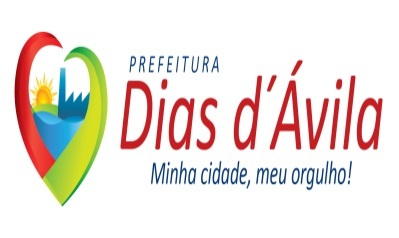 PREFEITURA
Dias d´Ávila
Minha cidade, meu orgulho!